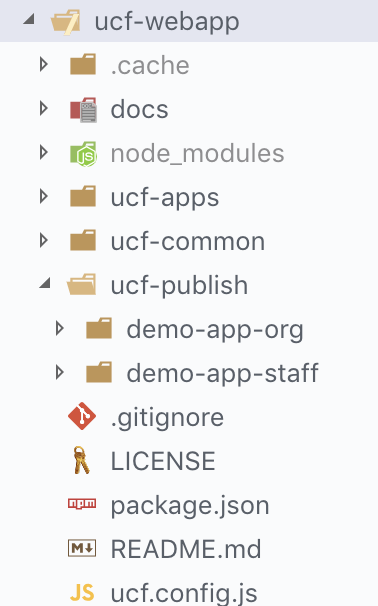 ucf-webapp
.cache
docs
node_modules
ucf-apps
ucf-common
ucf-publish
demo-app-org
demo-app-staff
.gitignore
LICENSE
package.json
README.md
JS ucf.config.js